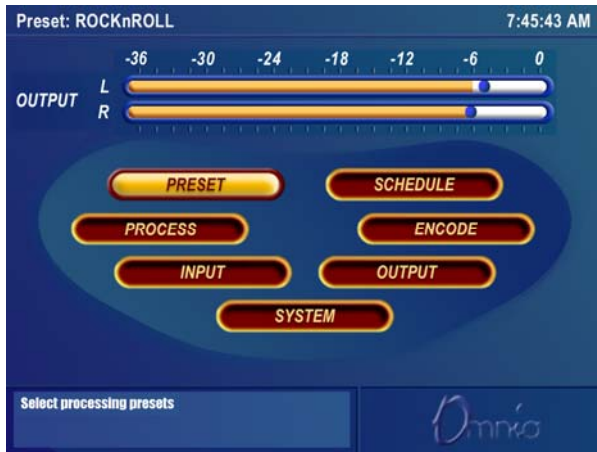 Preset: ROCKnROLL 7:45:43 AM
-36 -30 -24 -18 -12 -6 0
OUTPUT L
R
PRESET SCHEDULE
PROCESS ENCODE
INPUT OUTPUT
SYSTEM
Select processing presets
Omnia